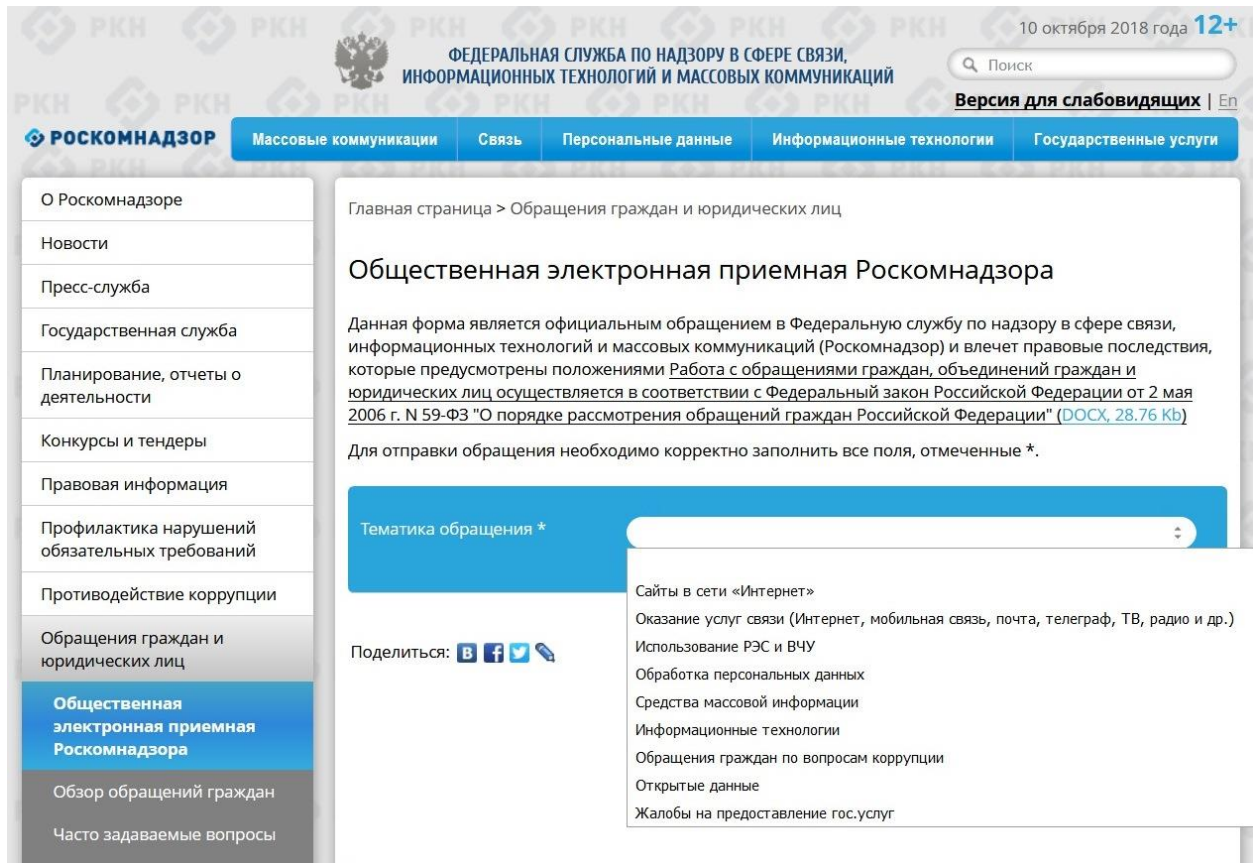 10 октября 2018 года 12+
ФЕДЕРАЛЬНАЯ СЛУЖБА ПО НАДЗОРУ В СФЕРЕ СВЯЗИ,
ИНФОРМАЦИОННЫХ ТЕХНОЛОГИЙ И МАССОВЫХ КОММУНИКАЦИЙ
Поиск
Версия для слабовидящих | En
РОСКОМНАДЗОР
Массовые коммуникации
Связь
Персональные данные
Информационные технологии
Государственные услуги
О Роскомнадзоре
Новости
Пресс-служба
Государственная служба
Планирование, отчеты о
деятельности
Конкурсы и тендеры
Правовая информация
Профилактика нарушений
обязательных требований
Противодействие коррупции
Обращения граждан и
юридических лиц
Общественная
электронная приемная
Роскомнадзора
Обзор обращений граждан
Часто задаваемые вопросы
Главная страница > Обращения граждан и юридических лиц
Общественная электронная приемная Роскомнадзора
Данная форма является официальным обращением в Федеральную службу по надзору в сфере связи,
информационных технологий и массовых коммуникаций (Роскомнадзор) и влечет правовые последствия,
которые предусмотрены положениями Работа с обращениями граждан, объединений граждан и
юридических лиц осуществляется в соответствии с Федеральный закон Российской Федерации от 2 мая
2006 г. N 59-ФЗ "О порядке рассмотрения обращений граждан Российской Федерации" (DOCX, 28.76 Kb)
Для отправки обращения необходимо корректно заполнить все поля, отмеченные *.
Тематика обращения *
Сайты в сети «Интернет»
Оказание услуг связи (Интернет, мобильная связь, почта, телеграф, ТВ, радио и др.)
Использование РЭС и ВЧУ
Обработка персональных данных
Средства массовой информации
Информационные технологии
Обращения граждан по вопросам коррупции
Открытые данные
Жалобы на предоставление гос.услуг
Поделиться: